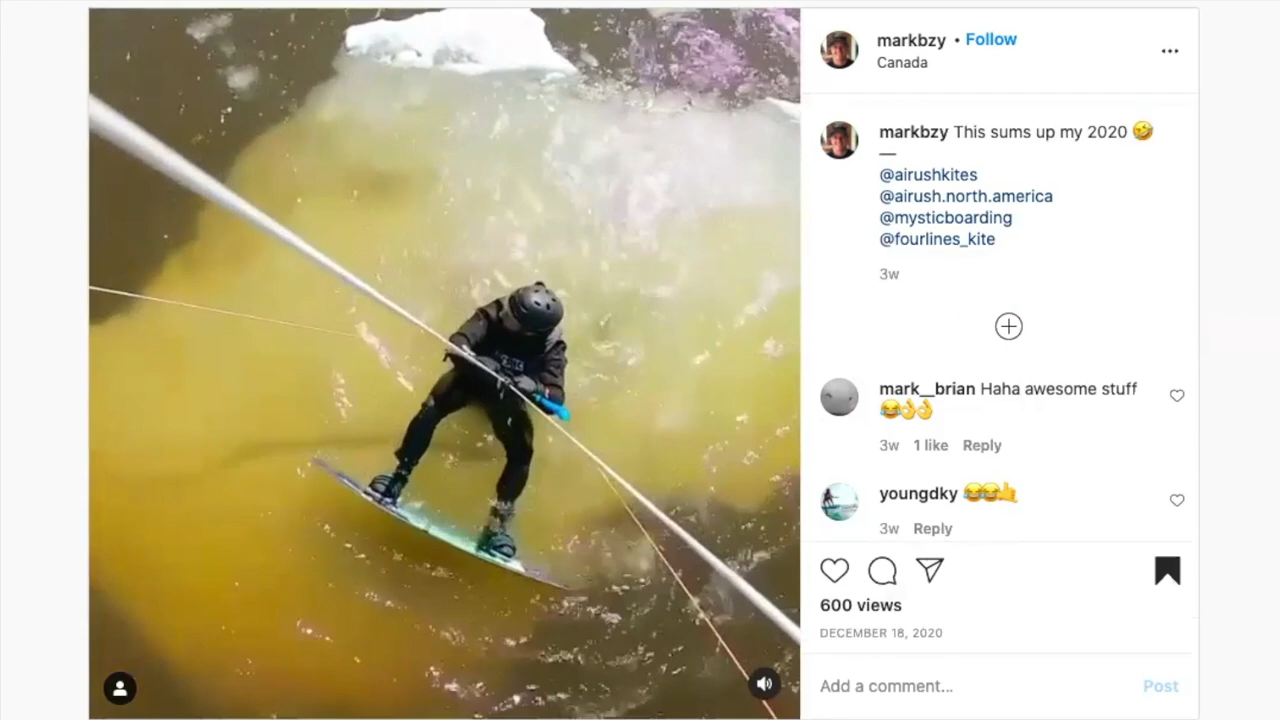 markbzy • Follow
Canada
markbzy This sums up my 2020 🤣
—
@airushkites
@airush.north.america
@mysticboarding
@fourlines_kite
3w
mark__brian Haha awesome stuff
😂👌👌
3w 1 like Reply
youngdky 😂😂🤙
3w Reply
600 views
DECEMBER 18, 2020
Add a comment... Post